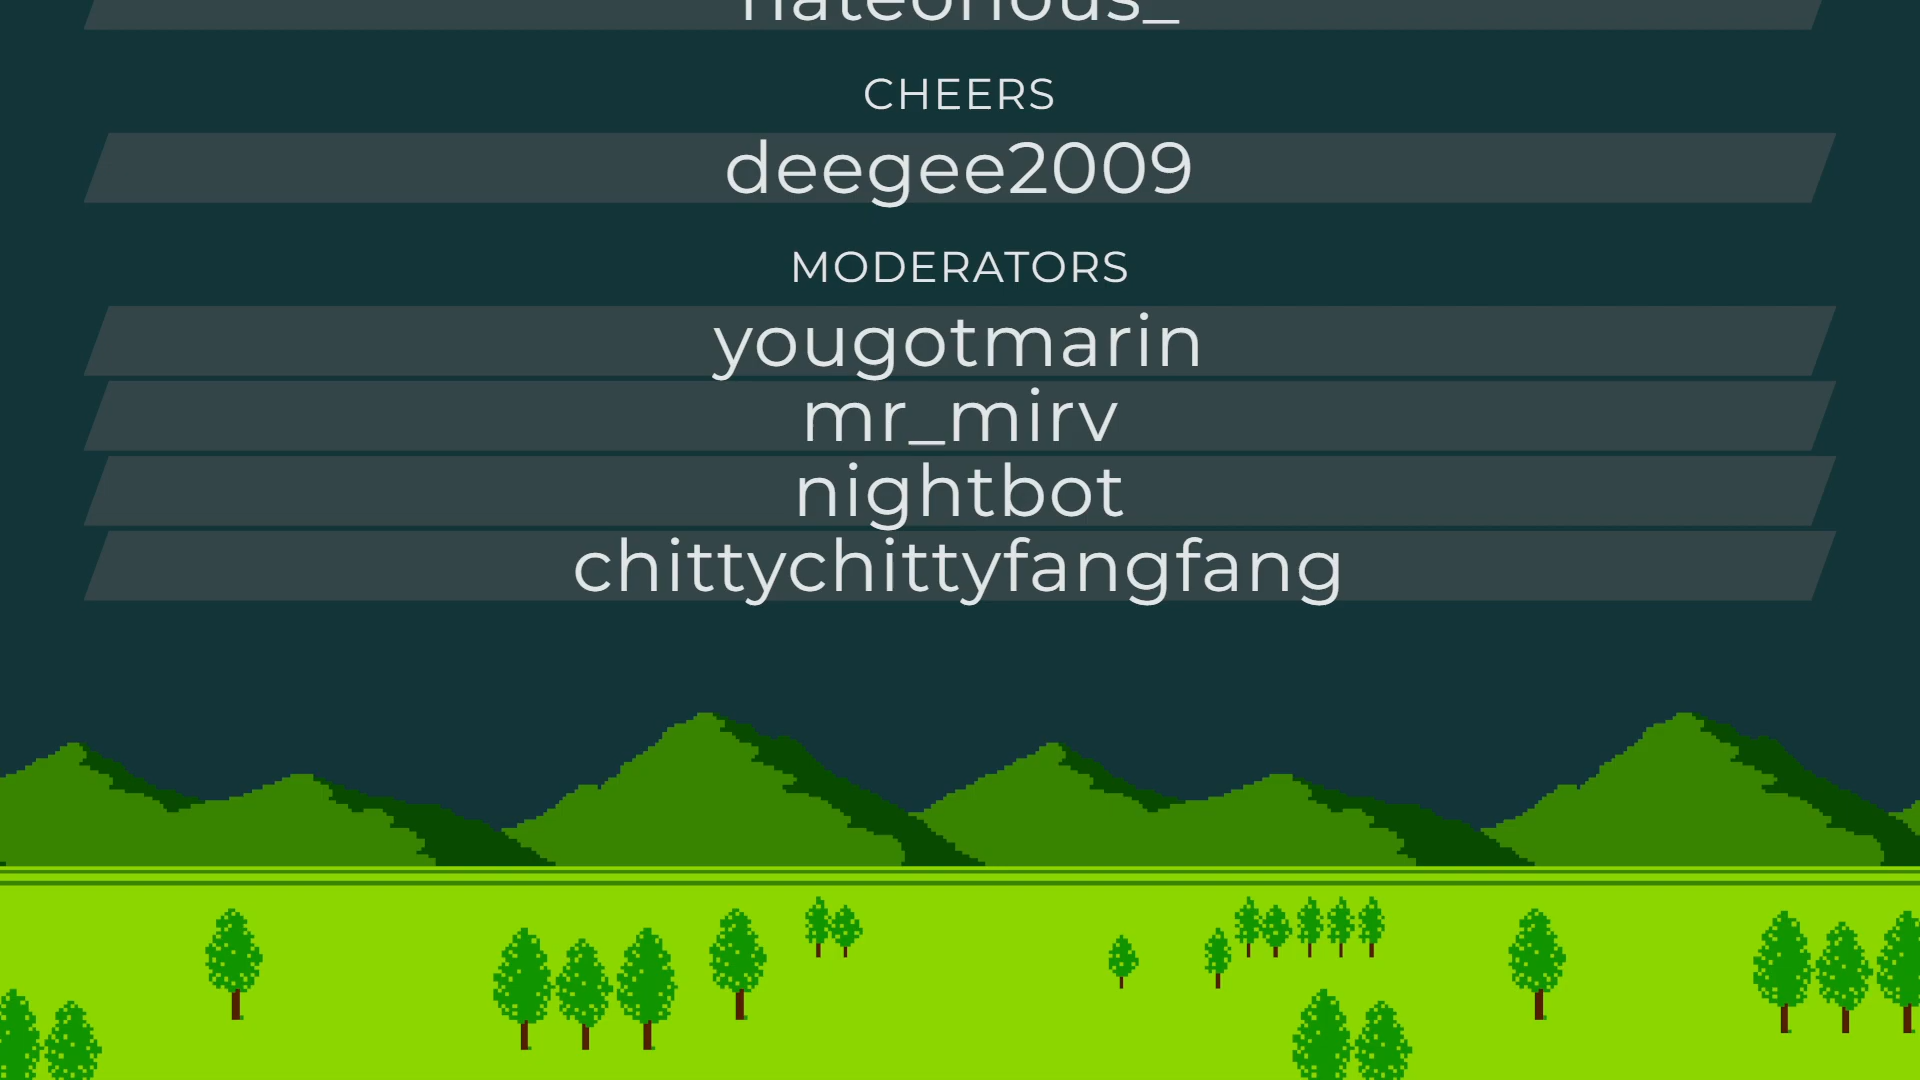 CHEERS
deegee2009
MODERATORS
yougotmarin
mr_mirv
nightbot
chittychittyfangfang